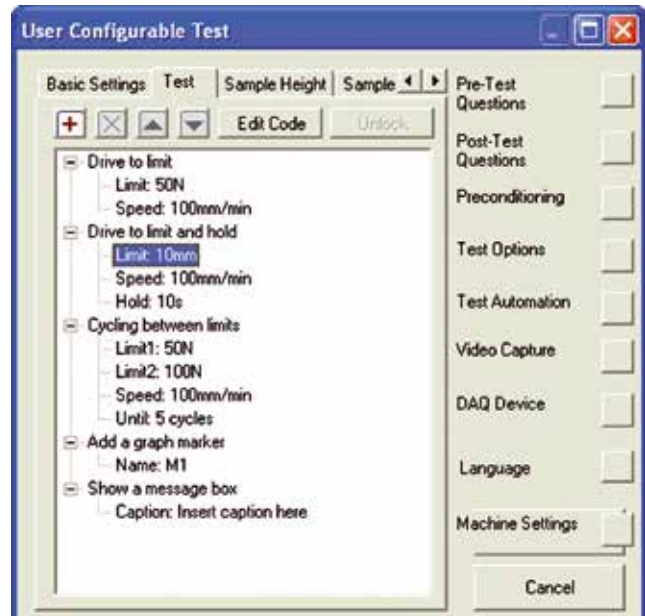 User Configurable Test
Basic Settings Test Sample Height Sample
Edit Code Unlock
Drive to limit
Limit: 50N
Speed: 100mm/min
Drive to limit and hold
Limit: 10mm
Speed: 100mm/min
Hold: 10s
Cycling between limits
Limit1: 50N
Limit2: 100N
Speed: 100mm/min
Until: 5 cycles
Add a graph marker
Name: M1
Show a message box
Caption: Insert caption here
Pre-Test
Questions
Post-Test
Questions
Preconditioning
Test Options
Test Automation
Video Capture
DAQ Device
Language
Machine Settings
Cancel